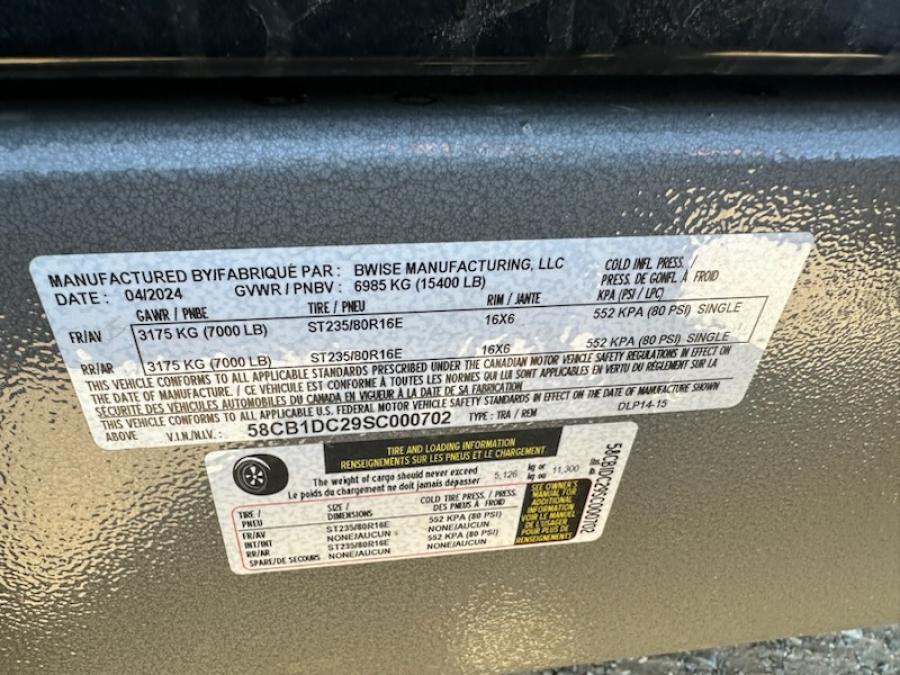 MANUFACTURED BY/FABRIQUÉ PAR : BWISE MANUFACTURING, LLC
DATE : 04/2024 GVWR / PNBV : 6985 KG (15400 LB)
COLD INFL PRESS. /
PRESS. DE GONFL A FROID
KPA (PSI / LPC)
GAWR / PNBE TIRE / PNEU RIM / JANTE
FR/AV 3175 KG (7000 LB) ST235/80R16E 16X6 552 KPA (80 PSI) SINGLE
RR/AR 3175 KG (7000 LB) ST235/80R16E 16X6 552 KPA (80 PSI) SINGLE
THIS VEHICLE CONFORMS TO ALL APPLICABLE STANDARDS PRESCRIBED UNDER THE CANADIAN MOTOR VEHICLE SAFETY REGULATIONS IN EFFECT ON
THE DATE OF MANUFACTURE. / CE VÉHICULE EST CONFORME À TOUTES LES NORMES QUI LUI SONT APPLICABLES EN VERTU DU RÈGLEMENT SUR LA
SÉCURITÉ DES VÉHICULES AUTOMOBILES DU CANADA EN VIGUEUR À LA DATE DE SA FABRICATION
THIS VEHICLE CONFORMS TO ALL APPLICABLE U.S. FEDERAL MOTOR VEHICLE SAFETY STANDARDS IN EFFECT ON THE DATE OF MANUFACTURE SHOWN
ABOVE V.I.N./N.I.V. : 58CB1DC29SC000702 TYPE : TRA / REM DLP14-15
TIRE AND LOADING INFORMATION
RENSEIGNEMENTS SUR LES PNEUS ET LE CHARGEMENT
The weight of cargo should never exceed
Le poids du chargement ne doit jamais dépasser
5,126 kg or
kg ou 11,300
TIRE /
PNEU SIZE /
DIMENSIONS COLD TIRE PRESS. / PRESS.
DES PNEUS À FROID
FR/AV ST235/80R16E 552 KPA (80 PSI)
INT/INT NONE/AUCUN NONE/AUCUN
RR/AR ST235/80R16E 552 KPA (80 PSI)
SPARE/DE SECOURS NONE/AUCUN NONE/AUCUN
SEE OWNER'S
MANUAL FOR
ADDITIONAL
INFORMATION
VOIR LE MANUEL
DE L'USAGER
POUR PLUS DE
RENSEIGNEMENTS
58CB1DC29SC000702